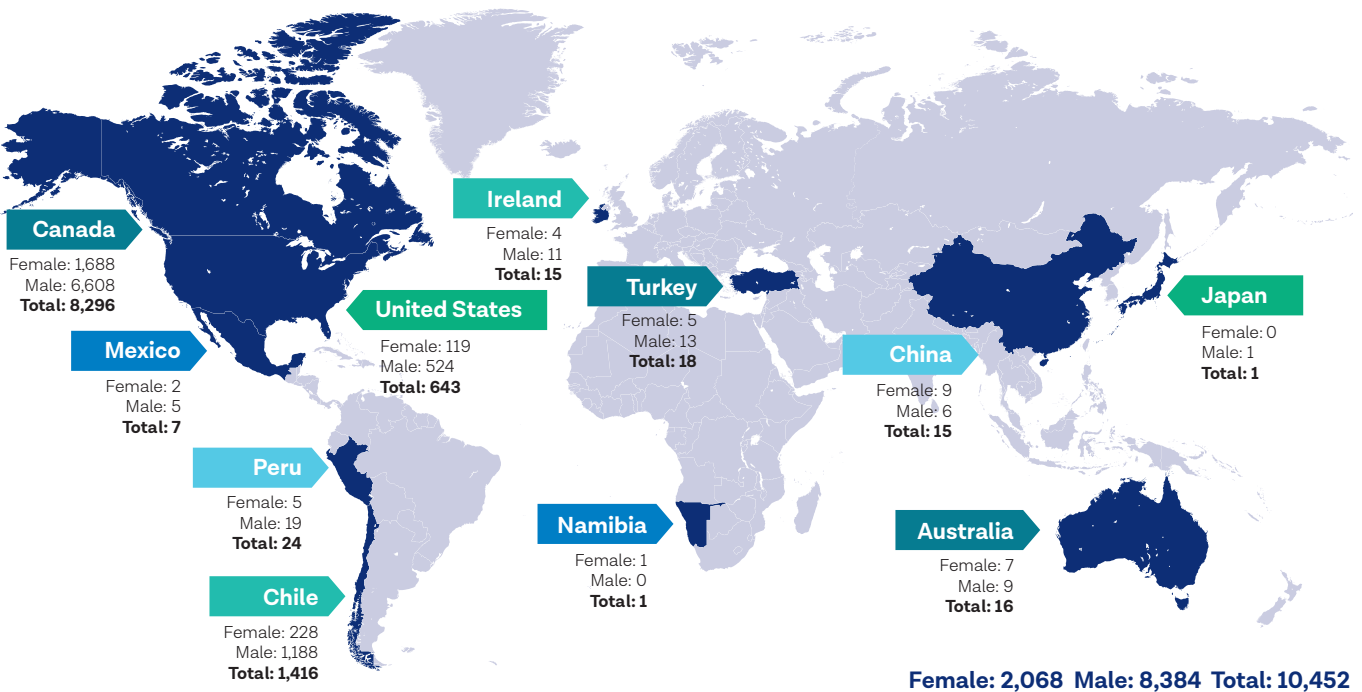 Canada
Female: 1,688
Male: 6,608
Total: 8,296
Mexico
Female: 2
Male: 5
Total: 7
Peru
Female: 5
Male: 19
Total: 24
Chile
Female: 228
Male: 1,188
Total: 1,416
Ireland
Female: 4
Male: 11
Total: 15
United States
Female: 119
Male: 524
Total: 643
Turkey
Female: 5
Male: 13
Total: 18
Namibia
Female: 1
Male: 0
Total: 1
China
Female: 9
Male: 6
Total: 15
Japan
Female: 0
Male: 1
Total: 1
Australia
Female: 7
Male: 9
Total: 16
Female: 2,068 Male: 8,384 Total: 10,452